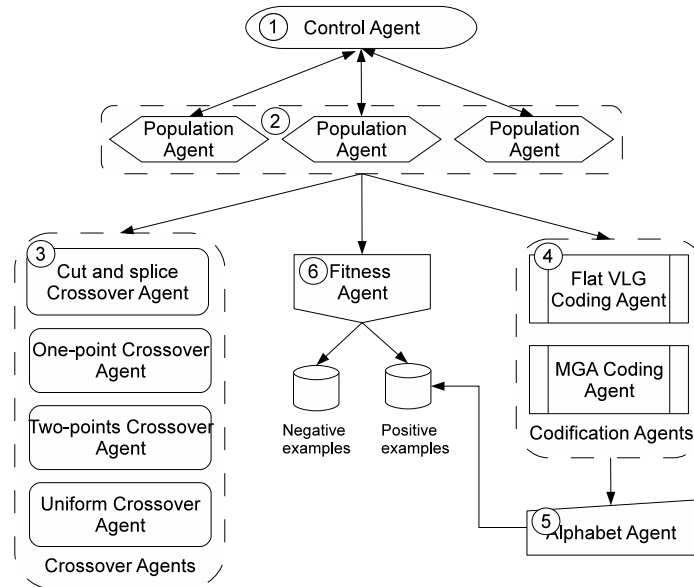 1
Control Agent
2
Population
Agent
Population
Agent
Population
Agent
3
Cut and splice
Crossover Agent
One-point Crossover
Agent
Two-points Crossover
Agent
Uniform Crossover
Agent
Crossover Agents
6
Fitness
Agent
Negative
examples
Positive
examples
4
Flat VLG
Coding Agent
MGA Coding
Agent
Codification Agents
5
Alphabet Agent